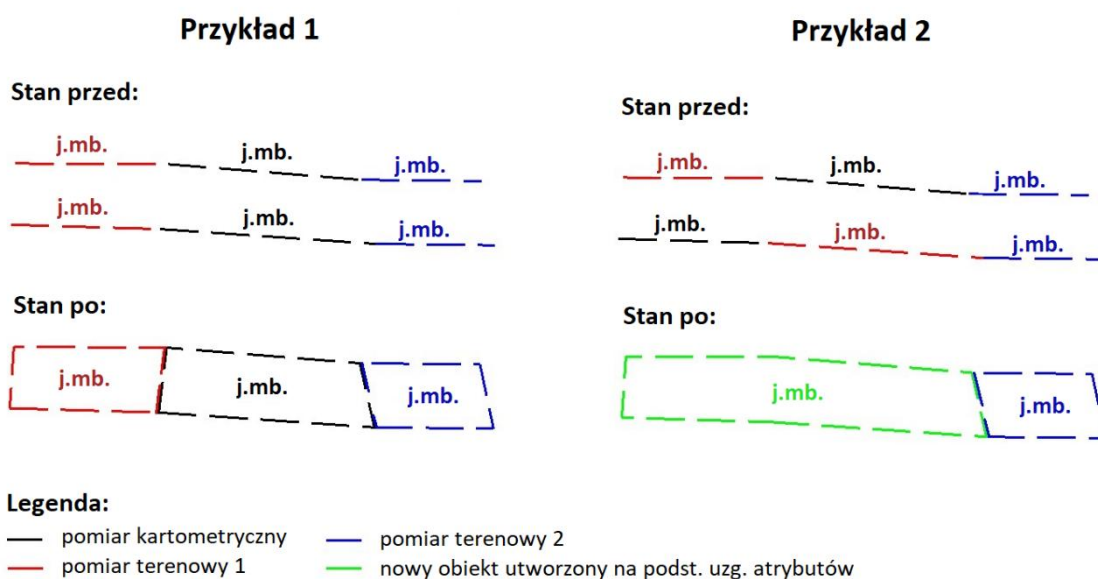 Przykład 1
Stan przed:
j.mb. j.mb. j.mb.
j.mb. j.mb. j.mb.
Stan po:
j.mb. j.mb. j.mb.
Przykład 2
Stan przed:
j.mb. j.mb. j.mb.
j.mb. j.mb.
Stan po:
j.mb. j.mb.
Legenda:
pomiar kartometryczny
pomiar terenowy 1
pomiar terenowy 2
nowy obiekt utworzony na podst. uzg. atrybutów